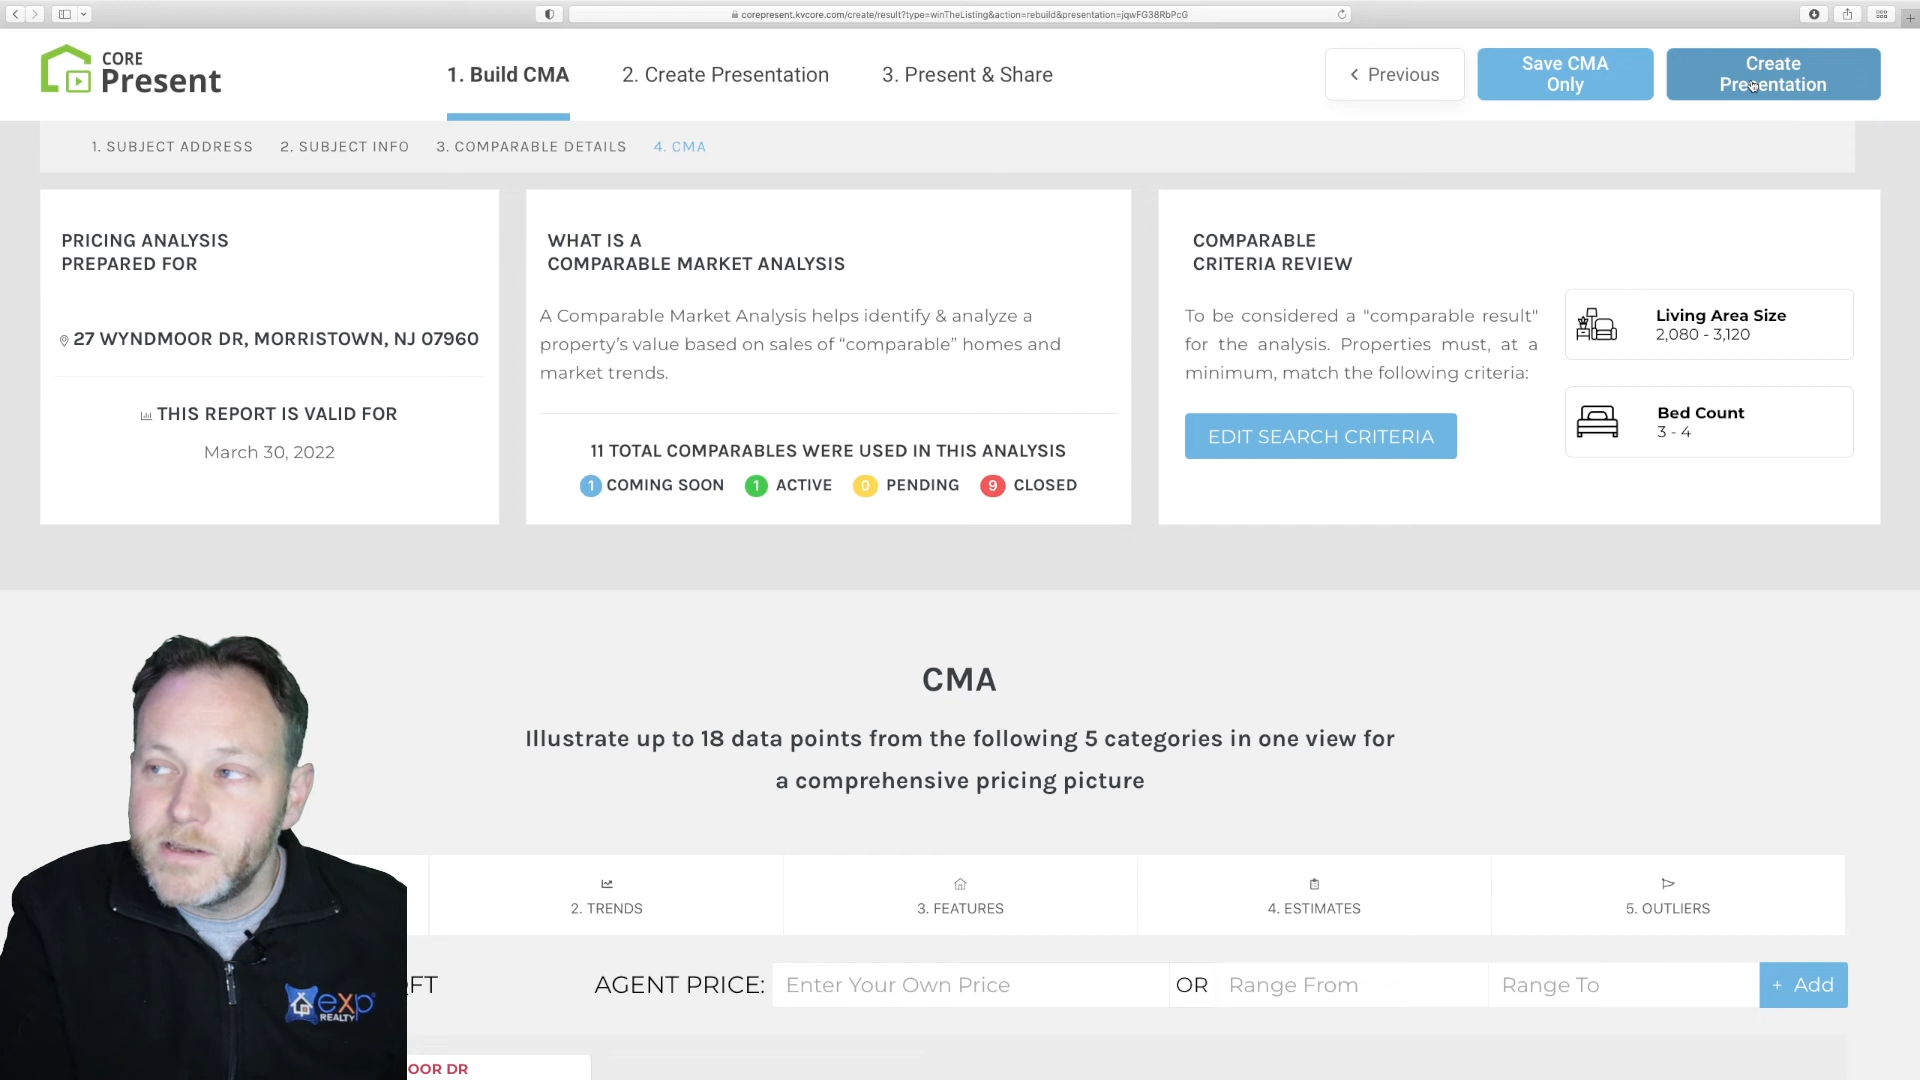 corepresent.kvcore.com/create/result?type=winTheListing&action=rebuild&presentation=jqwFG38RbPcG
CORE
Present
1. Build CMA
2. Create Presentation
3. Present & Share
Previous
Save CMA
Only
Create
Presentation
1. SUBJECT ADDRESS
2. SUBJECT INFO
3. COMPARABLE DETAILS
4. CMA
PRICING ANALYSIS
PREPARED FOR
27 WYNDMOOR DR, MORRISTOWN, NJ 07960
THIS REPORT IS VALID FOR
March 30, 2022
WHAT IS A
COMPARABLE MARKET ANALYSIS
A Comparable Market Analysis helps identify & analyze a
property’s value based on sales of “comparable” homes and
market trends.
11 TOTAL COMPARABLES WERE USED IN THIS ANALYSIS
1 COMING SOON 1 ACTIVE 0 PENDING 9 CLOSED
COMPARABLE
CRITERIA REVIEW
To be considered a "comparable result"
for the analysis. Properties must, at a
minimum, match the following criteria:
EDIT SEARCH CRITERIA
Living Area Size
2,080 - 3,120
Bed Count
3 - 4
CMA
Illustrate up to 18 data points from the following 5 categories in one view for
a comprehensive pricing picture
2. TRENDS
3. FEATURES
4. ESTIMATES
5. OUTLIERS
QFT
AGENT PRICE: Enter Your Own Price OR Range From Range To + Add
OOR DR
exp
REALTY